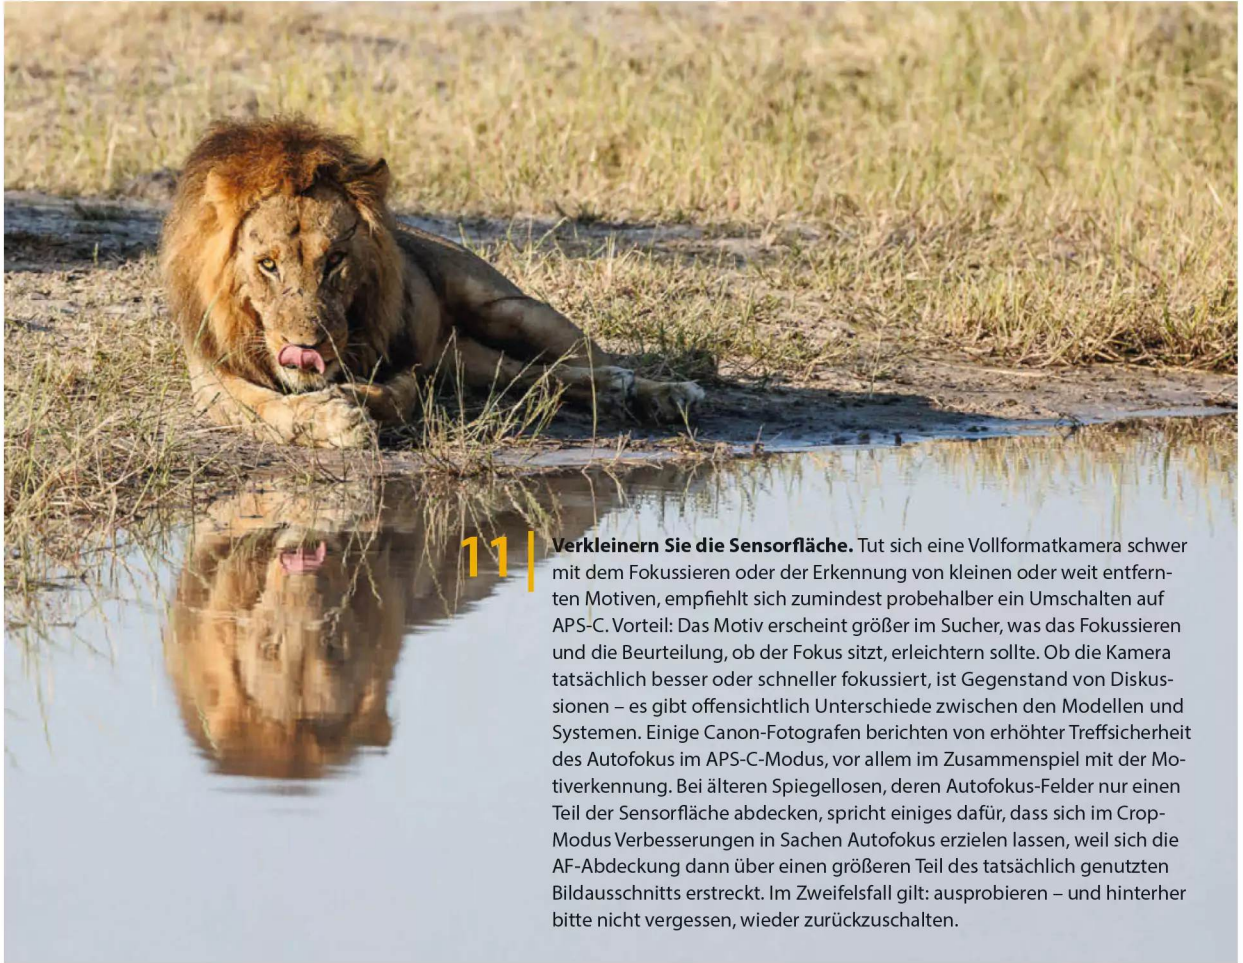 11 | Verkleinern Sie die Sensorfläche. Tut sich eine Vollformatkamera schwer
mit dem Fokussieren oder der Erkennung von kleinen oder weit entfern-
ten Motiven, empfiehlt sich zumindest probehalber ein Umschalten auf
APS-C. Vorteil: Das Motiv erscheint größer im Sucher, was das Fokussieren
und die Beurteilung, ob der Fokus sitzt, erleichtern sollte. Ob die Kamera
tatsächlich besser oder schneller fokussiert, ist Gegenstand von Diskus-
sionen – es gibt offensichtlich Unterschiede zwischen den Modellen und
Systemen. Einige Canon-Fotografen berichten von erhöhter Treffsicherheit
des Autofokus im APS-C-Modus, vor allem im Zusammenspiel mit der Mo-
tiverkennung. Bei älteren Spiegellosen, deren Autofokus-Felder nur einen
Teil der Sensorfläche abdecken, spricht einiges dafür, dass sich im Crop-
Modus Verbesserungen in Sachen Autofokus erzielen lassen, weil sich die
AF-Abdeckung dann über einen größeren Teil des tatsächlich genutzten
Bildausschnitts erstreckt. Im Zweifelsfall gilt: ausprobieren – und hinterher
bitte nicht vergessen, wieder zurückzuschalten.